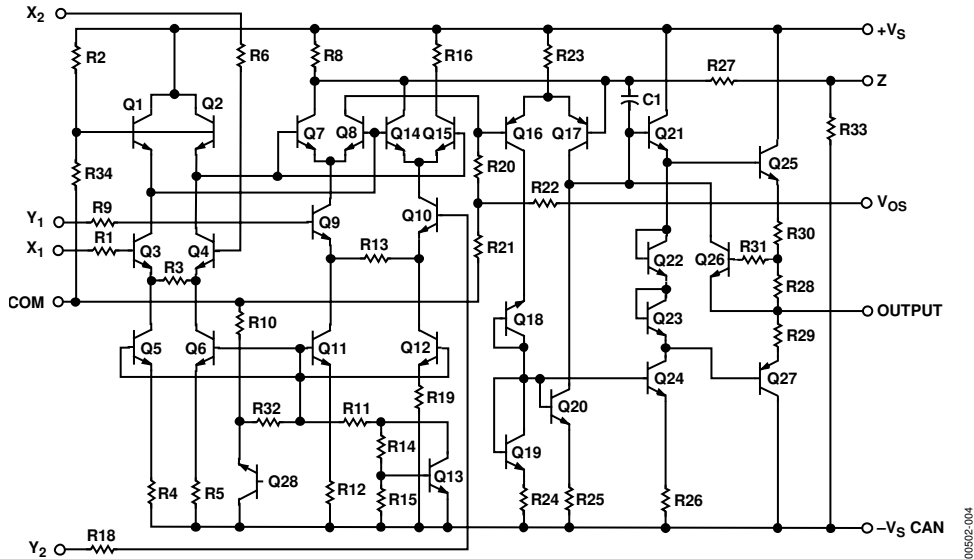 X2
R2
R6
R8
R16
R23
+VS
R27
Z
C1
Q1
Q2
Q7
Q8
Q14
Q15
Q16
Q17
Q21
R33
Q25
R34
R20
R22
VOS
Y1
R9
Q9
Q10
X1
R1
Q3
Q4
R3
R13
R21
Q22
Q26
R31
R30
R28
COM
R10
Q18
Q23
OUTPUT
R29
Q5
Q6
Q11
Q12
Q24
Q27
R19
Q20
R32
R11
R14
Q19
Q28
Q13
R4
R5
R12
R15
R24
R25
R26
–VS CAN
R18
Y2
00502-004